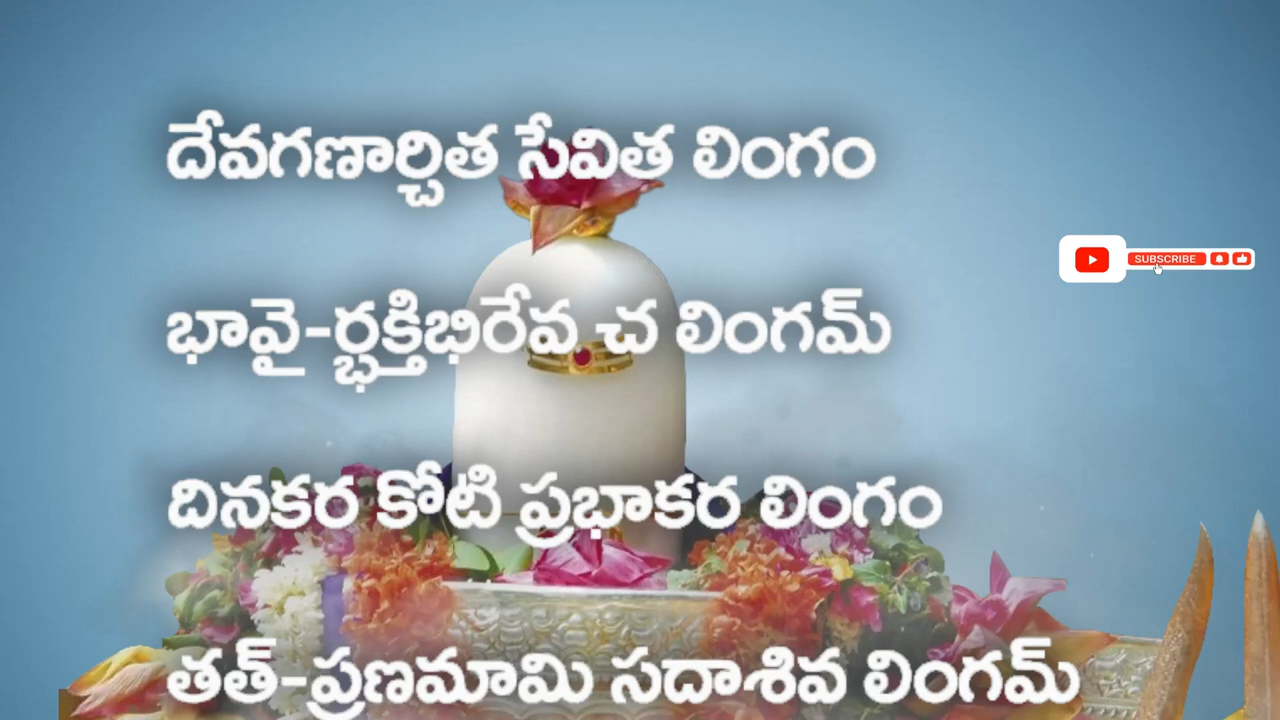 దేవగణార్చిత సేవిత లింగం
భావై-ర్భక్తిభిరేవ చ లింగమ్
SUBSCRIBE
దినకర కోటి ప్రభాకర లింగం
తత్-ప్రణమామి సదాశివ లింగమ్